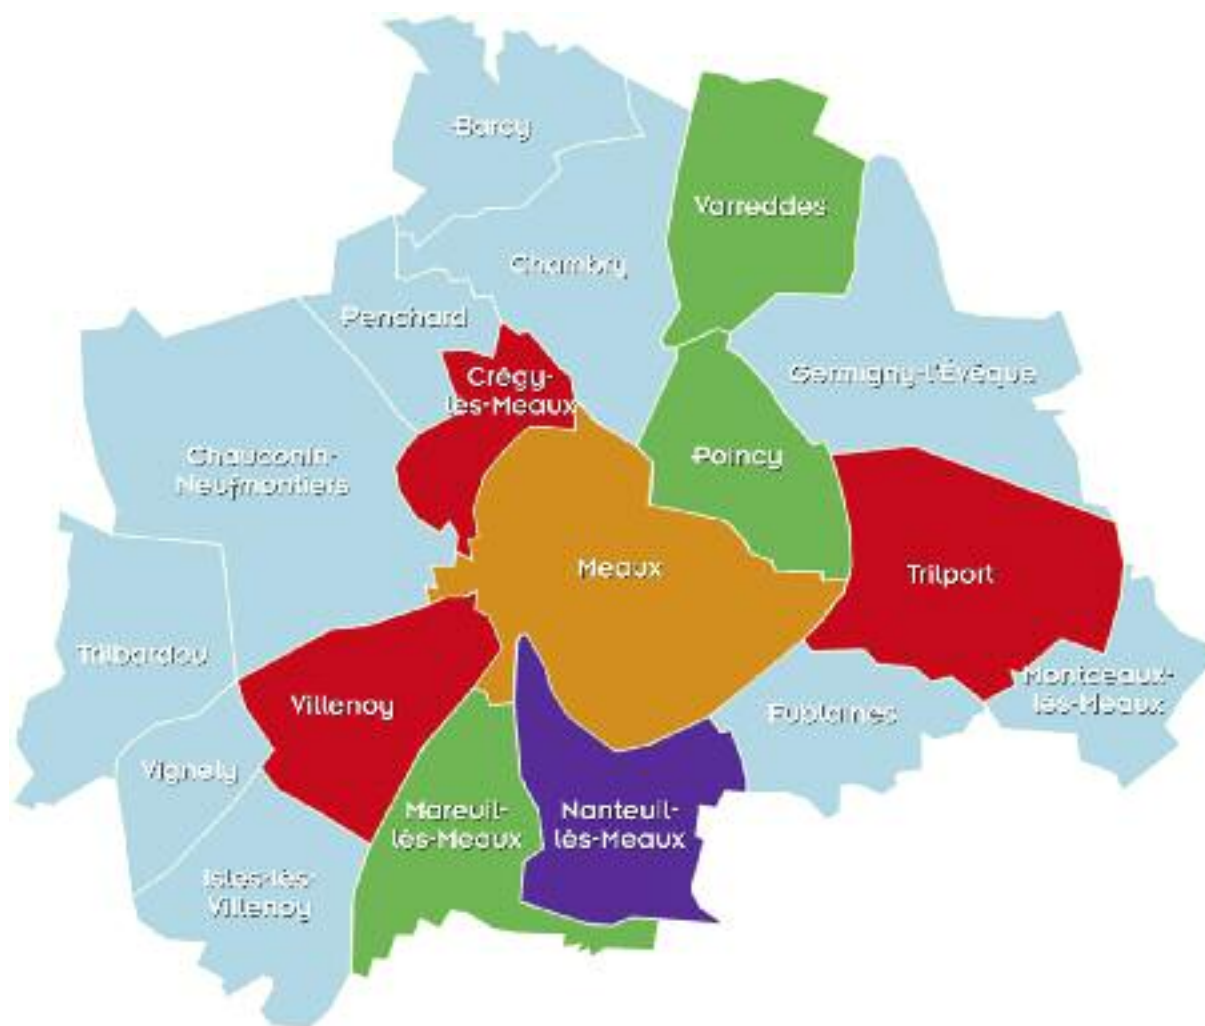 Barcy
Varreddes
Chambry
Penchard
Germigny-l'Évêque
Crégy-
lès-Meaux
Chauconin-
Neufmontiers
Poincy
Meaux
Trilport
Trilbardou
Villenoy
Fublaines
Montceaux-
lès-Meaux
Vignely
Mareuil-
lès-Meaux
Nanteuil-
lès-Meaux
Isles-lès-
Villenoy